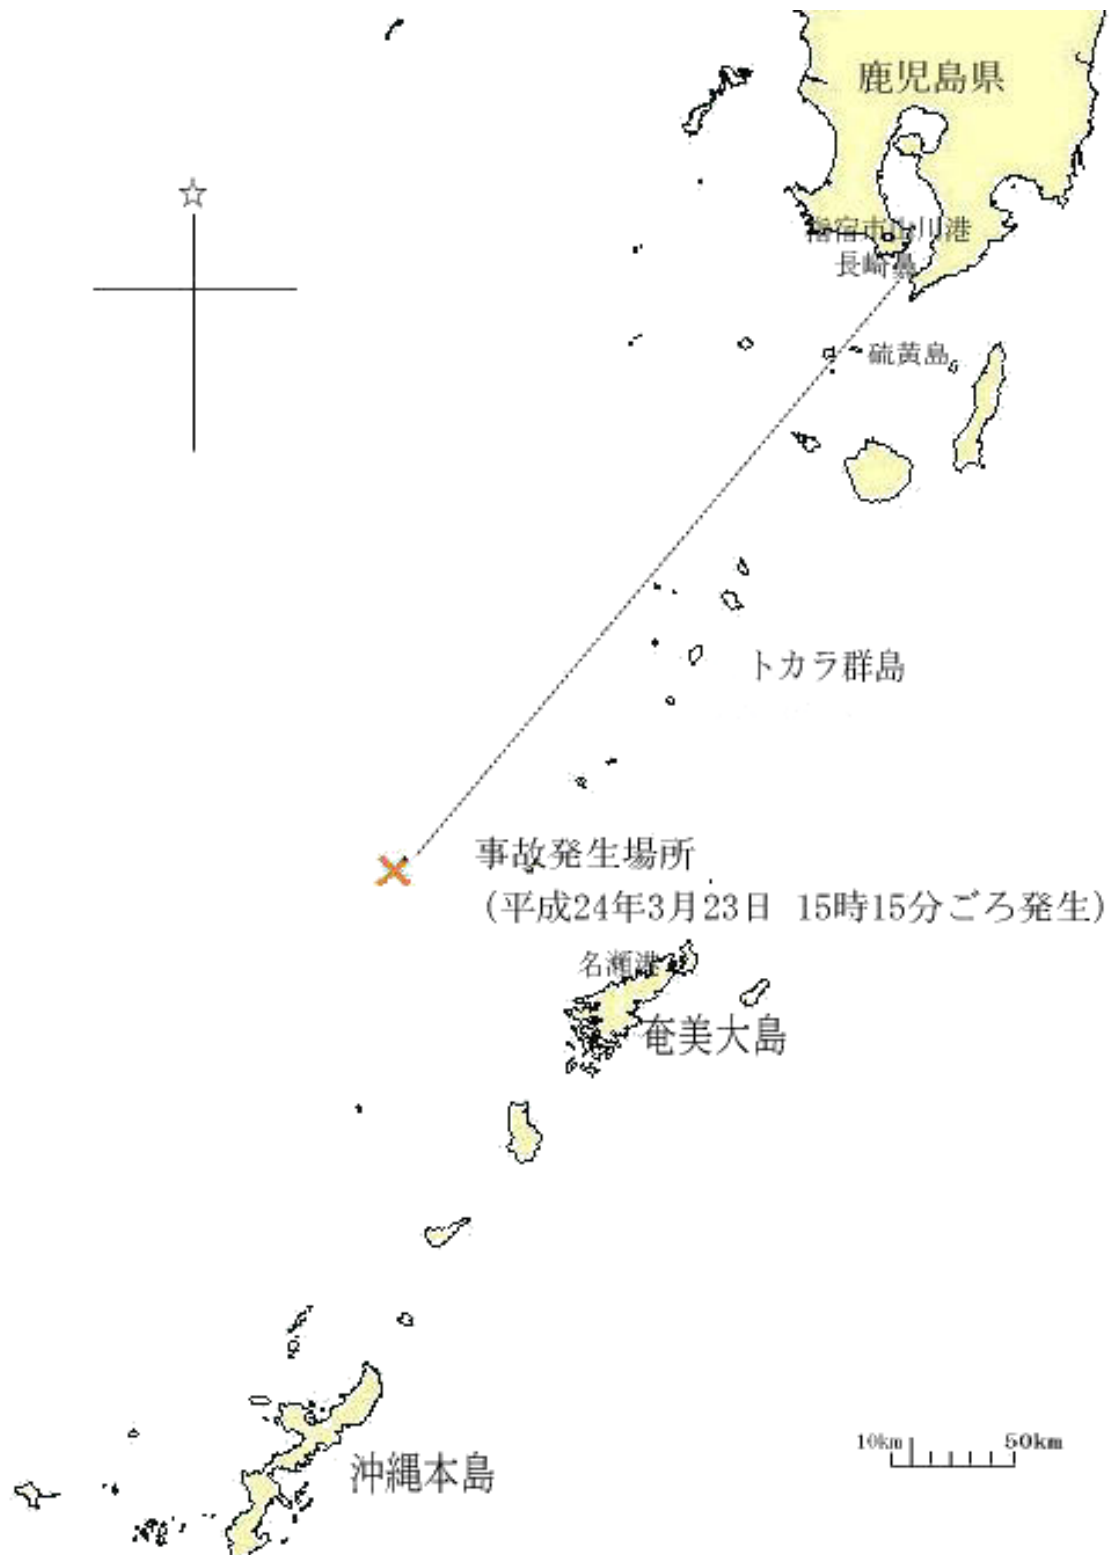 鹿児島県
指宿市山川港
長崎鼻
硫黄島
トカラ群島
事故発生場所
(平成24年3月23日 15時15分ごろ発生)
名瀬港
奄美大島
沖縄本島
10km 50km